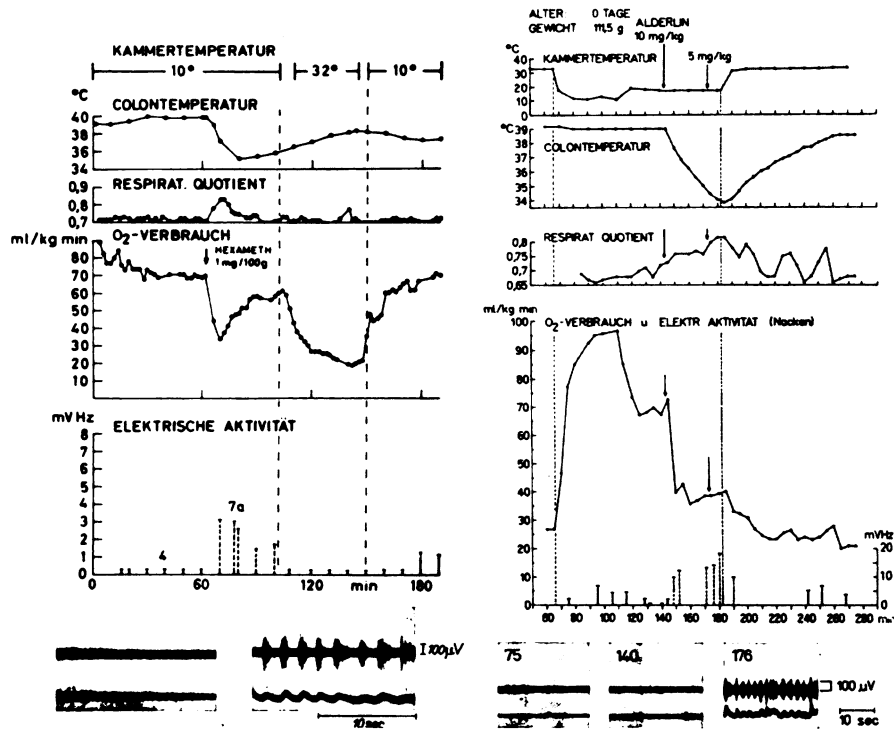 KAMMERTEMPERATUR
10° 32° 10°
°C
COLONTEMPERATUR
40
38
36
34
RESPIRAT. QUOTIENT
0,9
0,8
0,7
ml/kg min
O₂-VERBRAUCH
90
80
70
60
50
40
30
20
10
0
HEXAMETH
1 mg/100g
mV Hz
ELEKTRISCHE AKTIVITÄT
8
7
6
5
4
3
2
1
0
4
7a
0 60 120 180
min
100µV
10sec
ALTER: 0 TAGE
GEWICHT 111,5 g
ALDERLIN
10 mg/kg
5 mg/kg
°C
KAMMERTEMPERATUR
40
30
20
10
°C
39
38
37
36
35
34
COLONTEMPERATUR
RESPIRAT QUOTIENT
0,8
0,75
0,7
0,65
ml/kg min
O₂-VERBRAUCH u ELEKTR AKTIVITÄT (Nacken)
100
90
80
70
60
50
40
30
20
10
0
mVHz
20
10
0
60 80 100 120 140 160 180 200 220 240 260 280
min
75 140 176
100 µV
10 sec